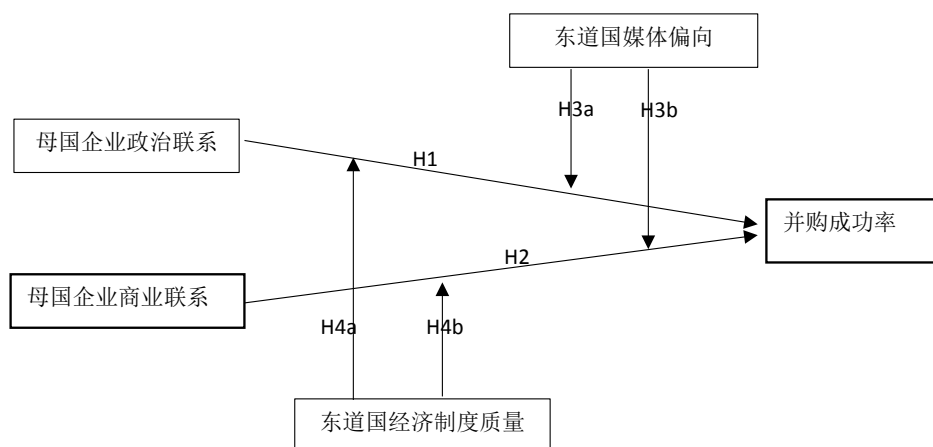 东道国媒体偏向
H3a
H3b
母国企业政治联系
H1
并购成功率
H2
母国企业商业联系
H4a
H4b
东道国经济制度质量